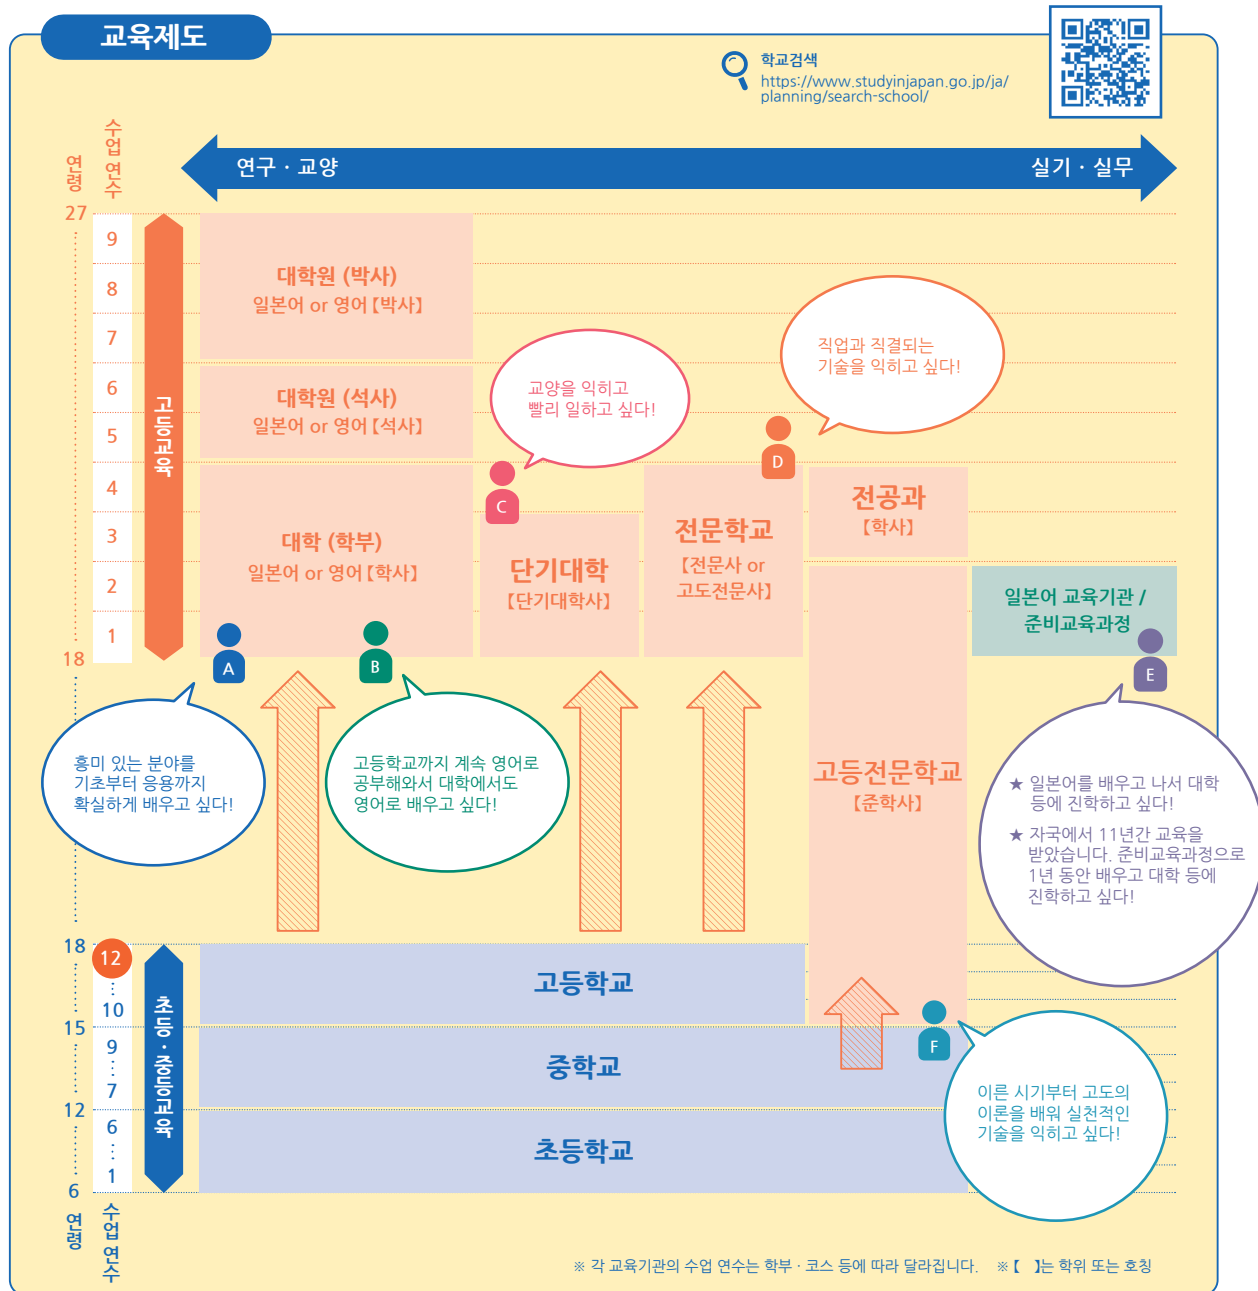 교육제도
학교검색
https://www.studyinjapan.go.jp/ja/
planning/search-school/
연령
수업 연수
연구 · 교양
실기 · 실무
27
9
8
7
6
5
4
3
2
1
18
고등교육
대학원 (박사)
일본어 or 영어【박사】
대학원 (석사)
일본어 or 영어【석사】
대학 (학부)
일본어 or 영어【학사】
교양을 익히고
빨리 일하고 싶다!
C
단기대학
【단기대학사】
직업과 직결되는
기술을 익히고 싶다!
D
전문학교
【전문사 or
고도전문사】
전공과
【학사】
일본어 교육기관 /
준비교육과정
A
B
E
흥미 있는 분야를
기초부터 응용까지
확실하게 배우고 싶다!
고등학교까지 계속 영어로
공부해와서 대학에서도
영어로 배우고 싶다!
고등전문학교
【준학사】
★ 일본어를 배우고 나서 대학
등에 진학하고 싶다!
★ 자국에서 11년간 교육을
받았습니다. 준비교육과정으로
1년 동안 배우고 대학 등에
진학하고 싶다!
18
12
10
15
9
7
12
6
1
6
초등 · 중등교육
고등학교
중학교
초등학교
F
이른 시기부터 고도의
이론을 배워 실천적인
기술을 익히고 싶다!
연령
수업 연수
※ 각 교육기관의 수업 연수는 학부 · 코스 등에 따라 달라집니다. ※【 】는 학위 또는 호칭